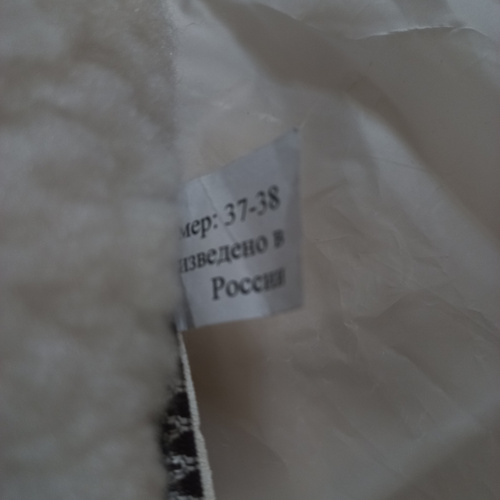 мер: 37-38
изведено в
России